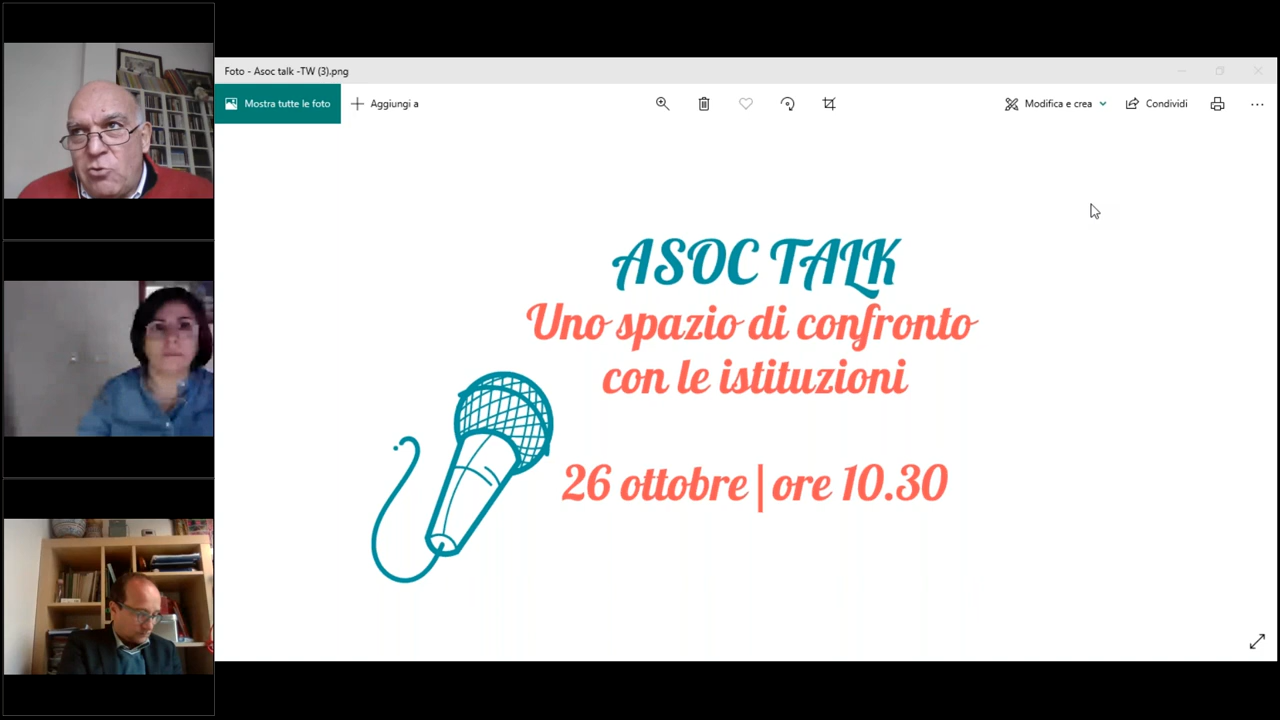 Foto - Asoc talk -TW (3).png
Mostra tutte le foto
Aggiungi a
Modifica e crea
Condividi
ASOC TALK
Uno spazio di confronto
con le istituzioni
26 ottobre|ore 10.30